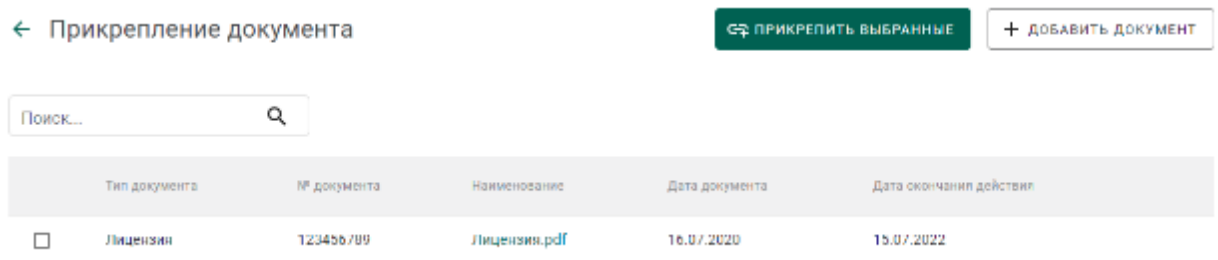 Прикрепление документа
ПРИКРЕПИТЬ ВЫБРАННЫЕ
+ ДОБАВИТЬ ДОКУМЕНТ
Поиск...
Тип документа № документа Наименование Дата документа Дата окончания действия
Лицензия 123456789 Лицензия.pdf 16.07.2020 15.07.2022